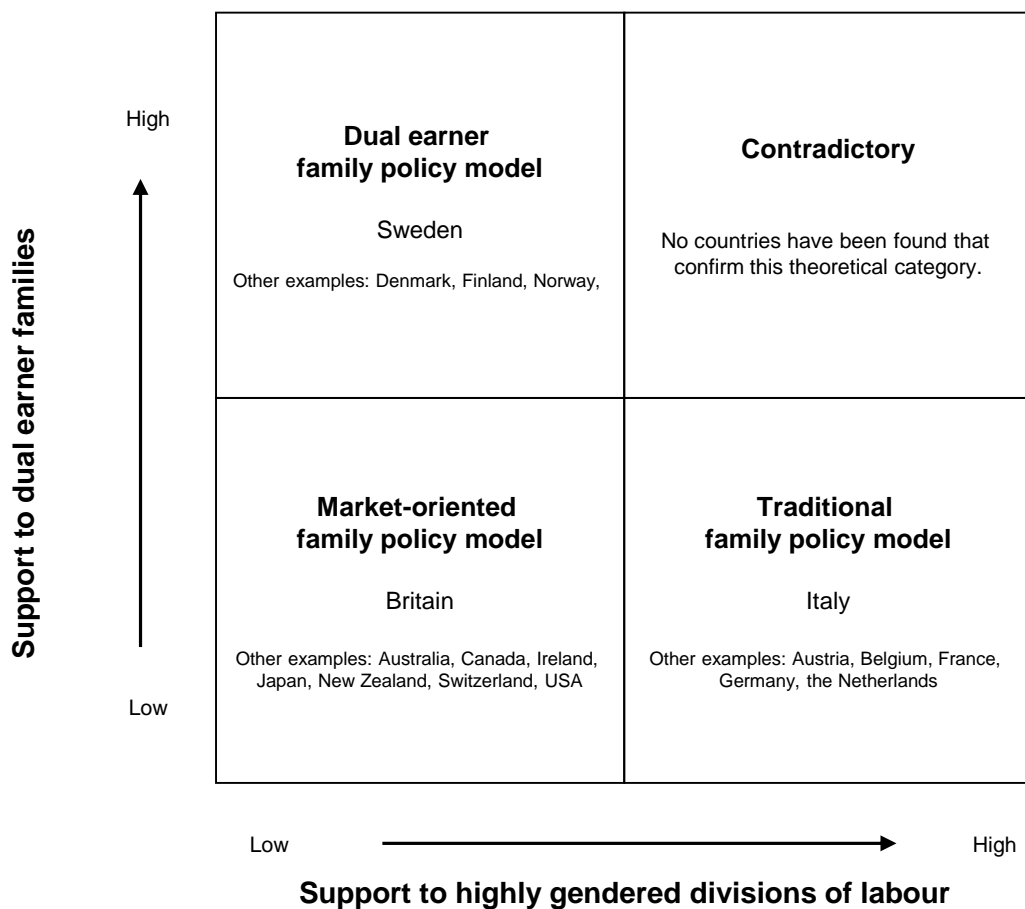 High
Dual earner
family policy model
Sweden
Other examples: Denmark, Finland, Norway,
Contradictory
No countries have been found that
confirm this theoretical category.
Support to dual earner families
Market-oriented
family policy model
Britain
Other examples: Australia, Canada, Ireland,
Japan, New Zealand, Switzerland, USA
Traditional
family policy model
Italy
Other examples: Austria, Belgium, France,
Germany, the Netherlands
Low
Low
High
Support to highly gendered divisions of labour